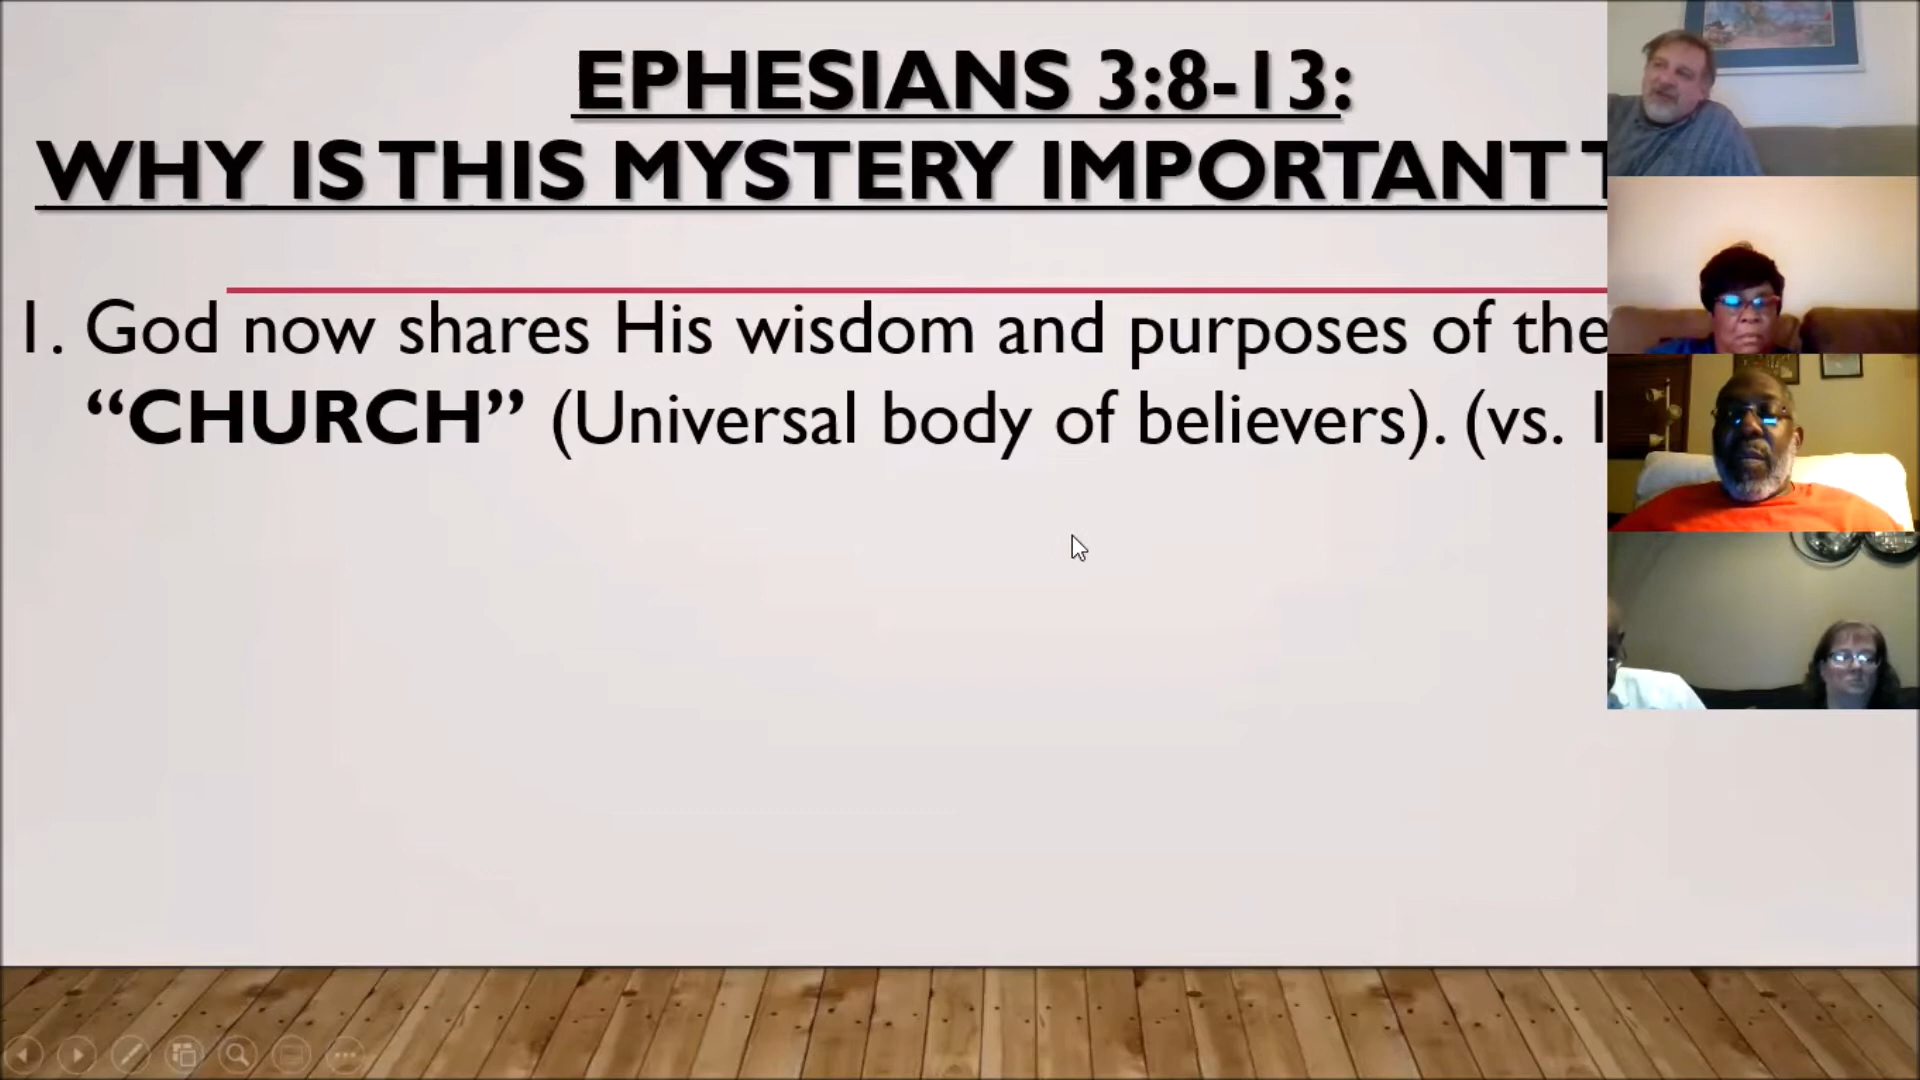 EPHESIANS 3:8-13:
WHY IS THIS MYSTERY IMPORTANT
1. God now shares His wisdom and purposes of the
“CHURCH” (Universal body of believers). (vs.